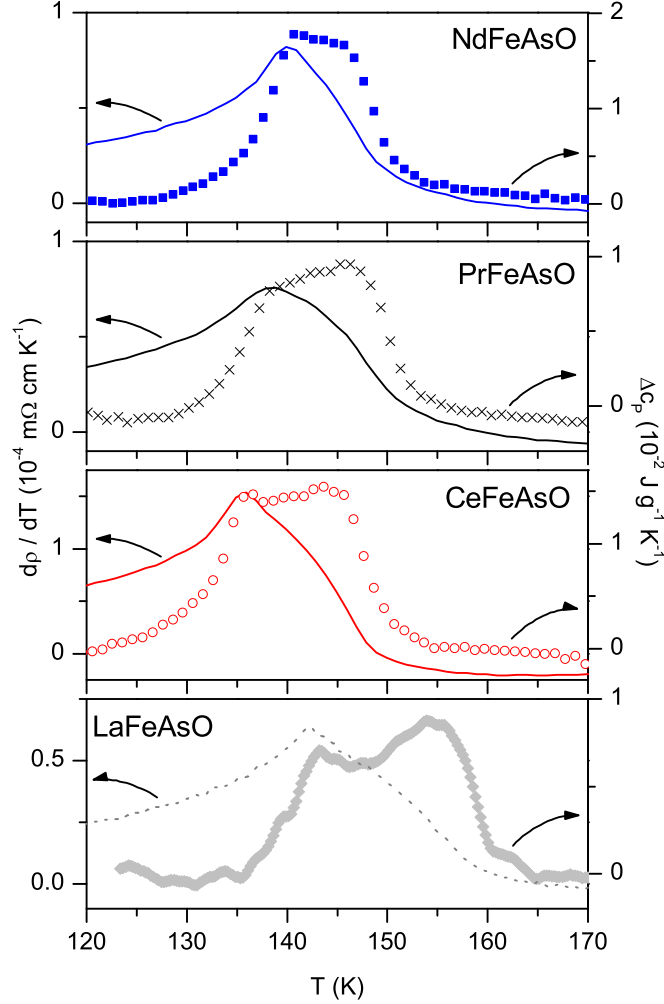 1
2
NdFeAsO
1
0
0
1
1
PrFeAsO
0
0
dρ / dT (10⁻⁴ mΩ cm K⁻¹)
Δcₚ (10⁻² J g⁻¹ K⁻¹)
CeFeAsO
1
1
0
0
1
LaFeAsO
0.5
0.0
0
120 130 140 150 160 170
T (K)